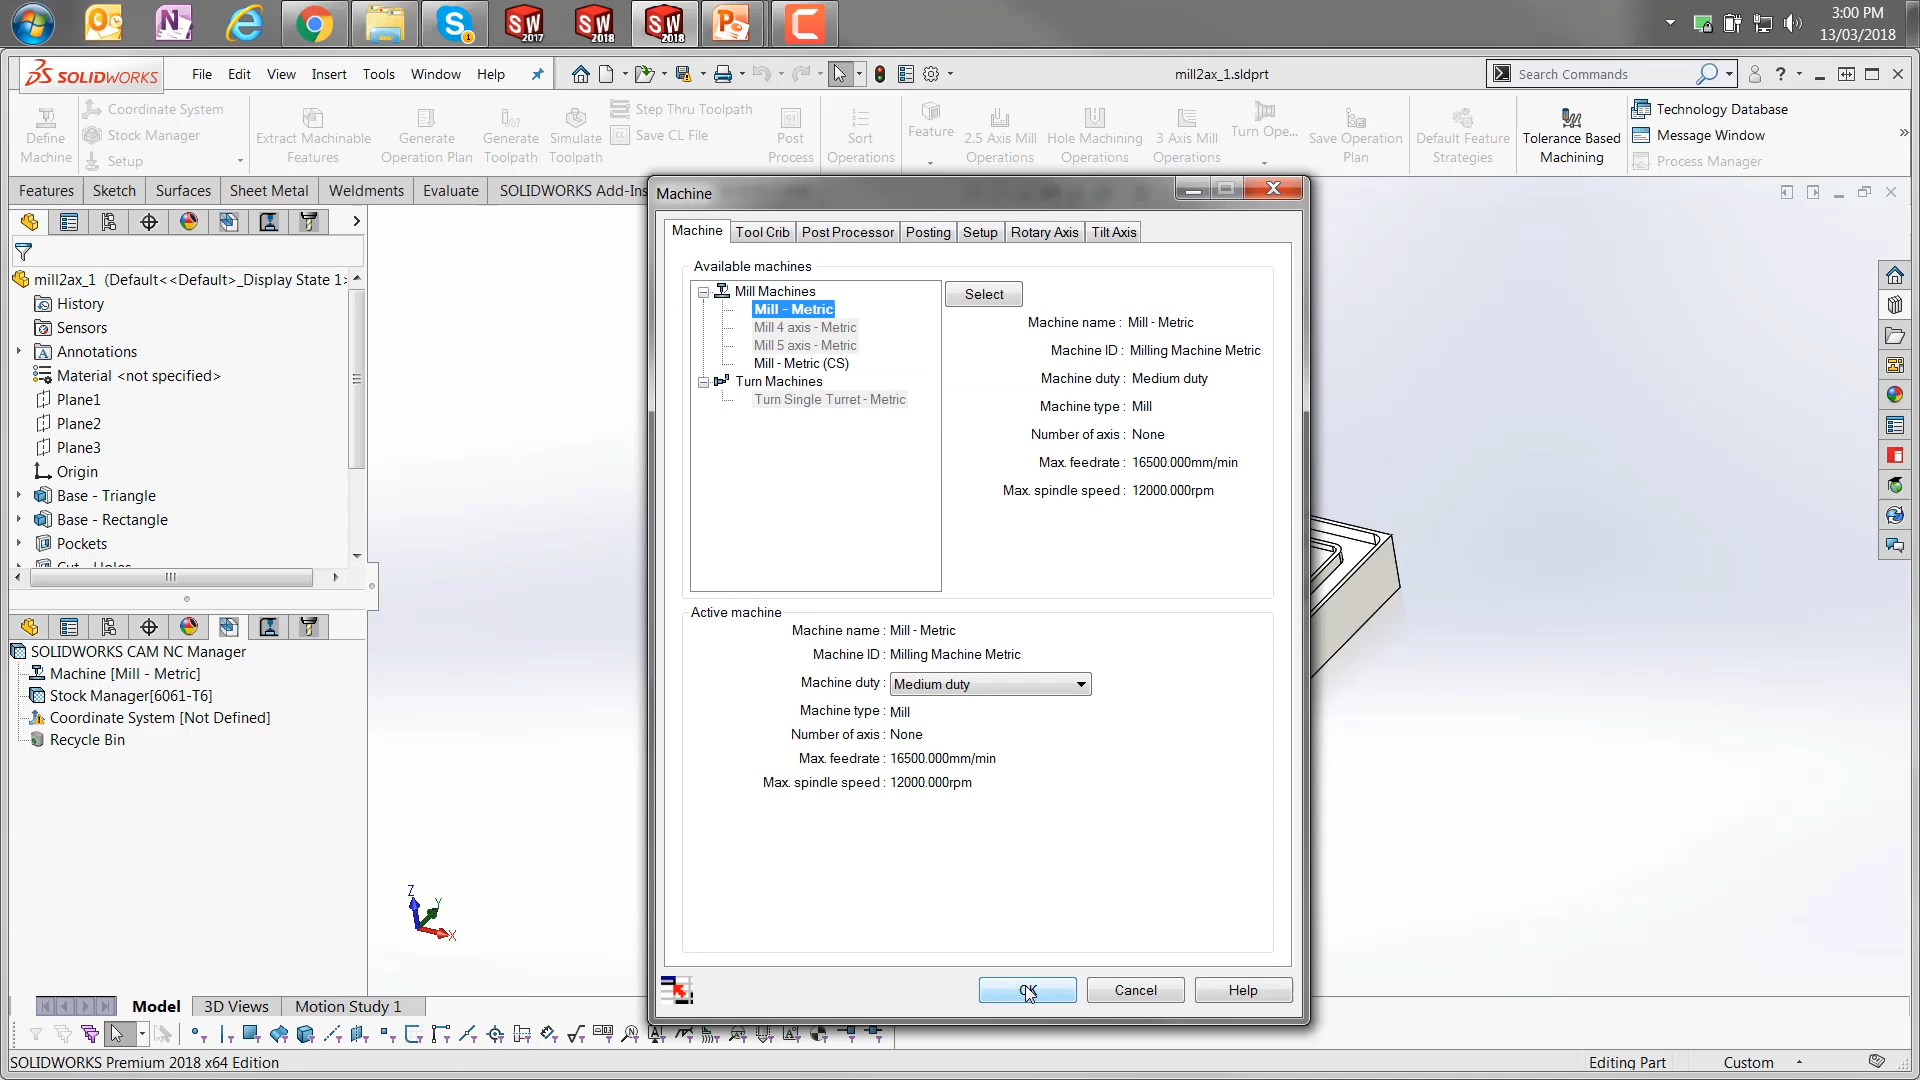 3:00 PM
13/03/2018
SW
2017
SW
2018
SW
2018
SOLIDWORKS
File Edit View Insert Tools Window Help
mill2ax_1.sldprt
Search Commands
Define Machine
Coordinate System
Stock Manager
Setup
Extract Machinable Features
Generate Operation Plan
Generate Toolpath
Simulate Toolpath
Step Thru Toolpath
Save CL File
Post Process
Sort Operations
Feature
2.5 Axis Mill Operations
Hole Machining Operations
3 Axis Mill Operations
Turn Ope...
Save Operation Plan
Default Feature Strategies
Tolerance Based Machining
Technology Database
Message Window
Process Manager
Features Sketch Surfaces Sheet Metal Weldments Evaluate SOLIDWORKS Add-Ins
mill2ax_1 (Default<<Default>_Display State 1>
History
Sensors
Annotations
Material <not specified>
Plane1
Plane2
Plane3
Origin
Base - Triangle
Base - Rectangle
Pockets
Cut - Holes
SOLIDWORKS CAM NC Manager
Machine [Mill - Metric]
Stock Manager[6061-T6]
Coordinate System [Not Defined]
Recycle Bin
Machine
Machine Tool Crib Post Processor Posting Setup Rotary Axis Tilt Axis
Available machines
Mill Machines
Mill - Metric
Mill 4 axis - Metric
Mill 5 axis - Metric
Mill - Metric (CS)
Turn Machines
Turn Single Turret - Metric
Select
Machine name : Mill - Metric
Machine ID : Milling Machine Metric
Machine duty : Medium duty
Machine type : Mill
Number of axis : None
Max. feedrate : 16500.000mm/min
Max. spindle speed : 12000.000rpm
Active machine
Machine name : Mill - Metric
Machine ID : Milling Machine Metric
Machine duty : Medium duty
Machine type : Mill
Number of axis : None
Max. feedrate : 16500.000mm/min
Max. spindle speed : 12000.000rpm
OK Cancel Help
Z
Y
X
Model 3D Views Motion Study 1
SOLIDWORKS Premium 2018 x64 Edition
Editing Part Custom